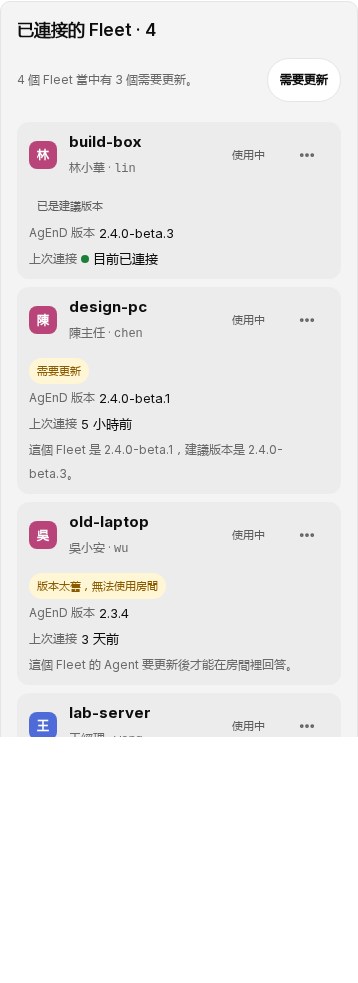 已連接的 Fleet · 4
4 個 Fleet 當中有 3 個需要更新。
需要更新
林
build-box
林小華 · lin
使用中
•••
已是建議版本
AgEnD 版本 2.4.0-beta.3
上次連接 目前已連接
陳
design-pc
陳主任 · chen
使用中
•••
需要更新
AgEnD 版本 2.4.0-beta.1
上次連接 5 小時前
這個 Fleet 是 2.4.0-beta.1，建議版本是 2.4.0-
beta.3。
吳
old-laptop
吳小安 · wu
使用中
•••
版本太舊，無法使用房間
AgEnD 版本 2.3.4
上次連接 3 天前
這個 Fleet 的 Agent 要更新後才能在房間裡回答。
王
lab-server
使用中
•••